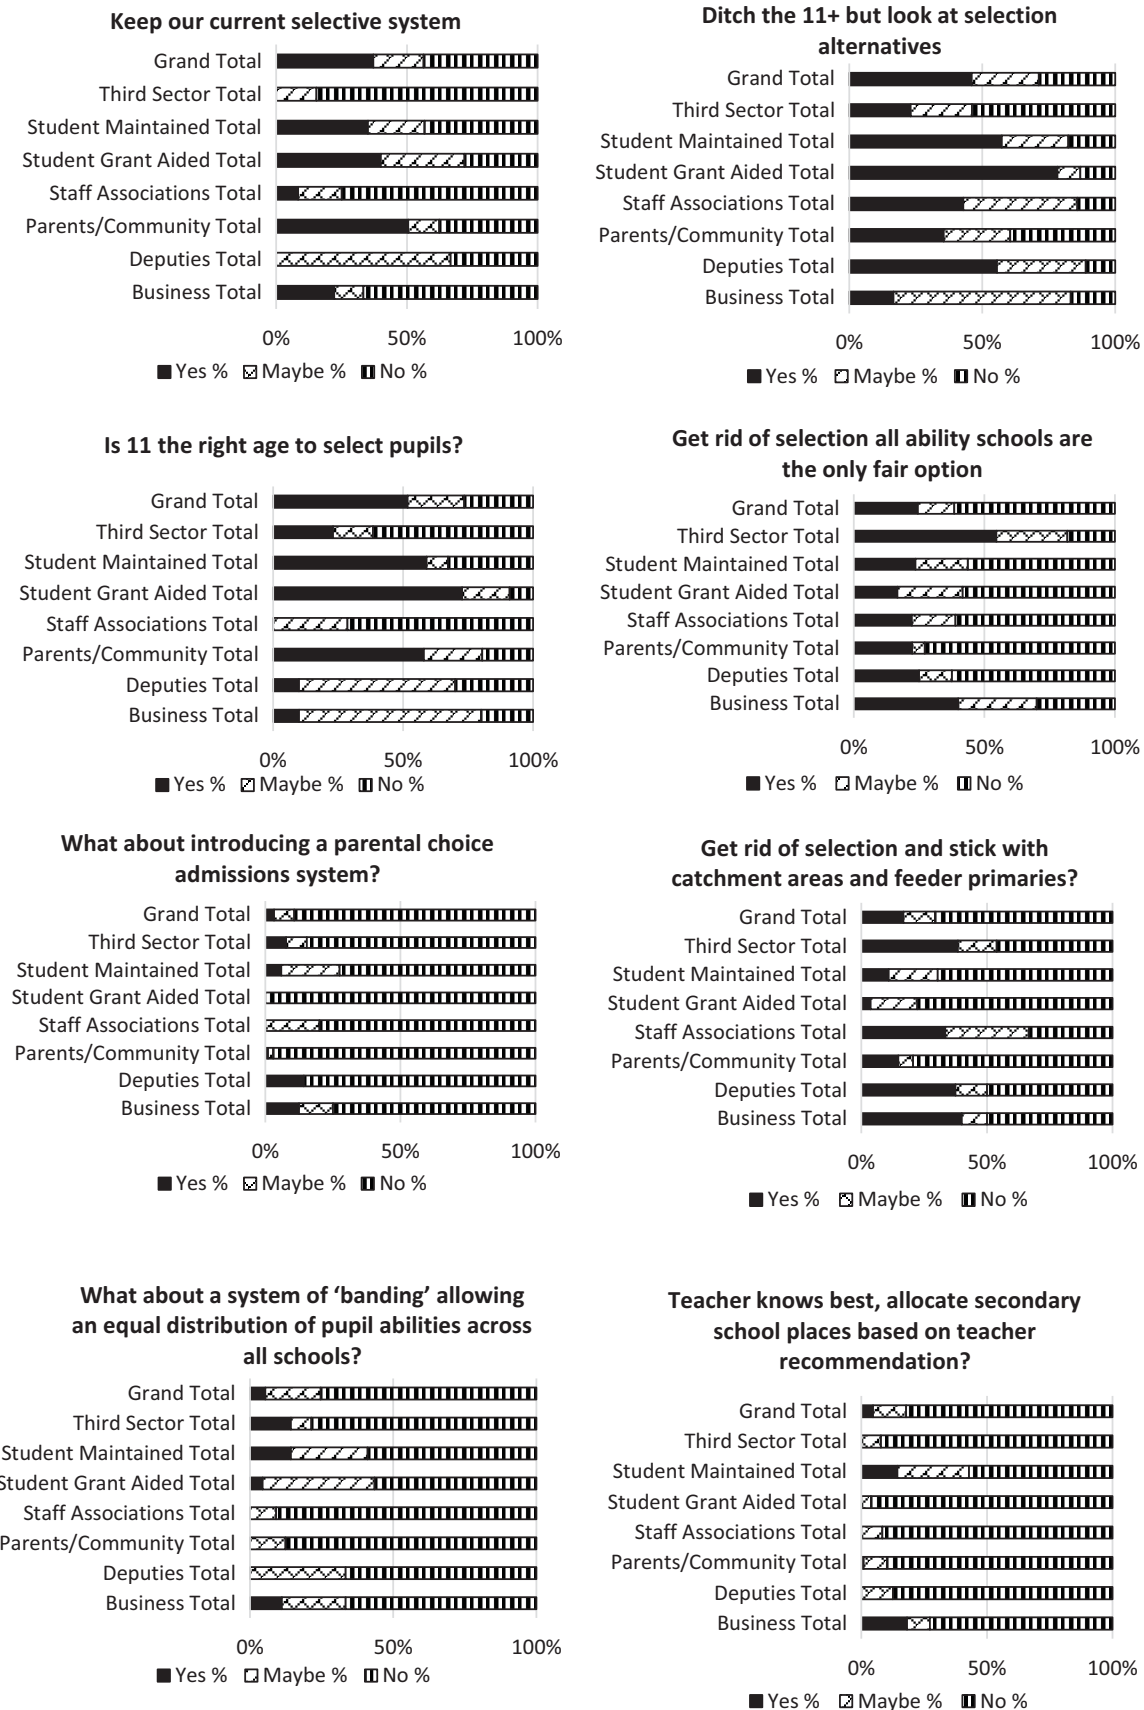 Keep our current selective system
Grand Total
Third Sector Total
Student Maintained Total
Student Grant Aided Total
Staff Associations Total
Parents/Community Total
Deputies Total
Business Total
0% 50% 100%
Yes % Maybe % No %
Ditch the 11+ but look at selection
alternatives
Grand Total
Third Sector Total
Student Maintained Total
Student Grant Aided Total
Staff Associations Total
Parents/Community Total
Deputies Total
Business Total
0% 50% 100%
Yes % Maybe % No %
Is 11 the right age to select pupils?
Grand Total
Third Sector Total
Student Maintained Total
Student Grant Aided Total
Staff Associations Total
Parents/Community Total
Deputies Total
Business Total
0% 50% 100%
Yes % Maybe % No %
Get rid of selection all ability schools are
the only fair option
Grand Total
Third Sector Total
Student Maintained Total
Student Grant Aided Total
Staff Associations Total
Parents/Community Total
Deputies Total
Business Total
0% 50% 100%
Yes % Maybe % No %
What about introducing a parental choice
admissions system?
Grand Total
Third Sector Total
Student Maintained Total
Student Grant Aided Total
Staff Associations Total
Parents/Community Total
Deputies Total
Business Total
0% 50% 100%
Yes % Maybe % No %
Get rid of selection and stick with
catchment areas and feeder primaries?
Grand Total
Third Sector Total
Student Maintained Total
Student Grant Aided Total
Staff Associations Total
Parents/Community Total
Deputies Total
Business Total
0% 50% 100%
Yes % Maybe % No %
What about a system of ‘banding’ allowing
an equal distribution of pupil abilities across
all schools?
Grand Total
Third Sector Total
Student Maintained Total
Student Grant Aided Total
Staff Associations Total
Parents/Community Total
Deputies Total
Business Total
0% 50% 100%
Yes % Maybe % No %
Teacher knows best, allocate secondary
school places based on teacher
recommendation?
Grand Total
Third Sector Total
Student Maintained Total
Student Grant Aided Total
Staff Associations Total
Parents/Community Total
Deputies Total
Business Total
0% 50% 100%
Yes % Maybe % No %